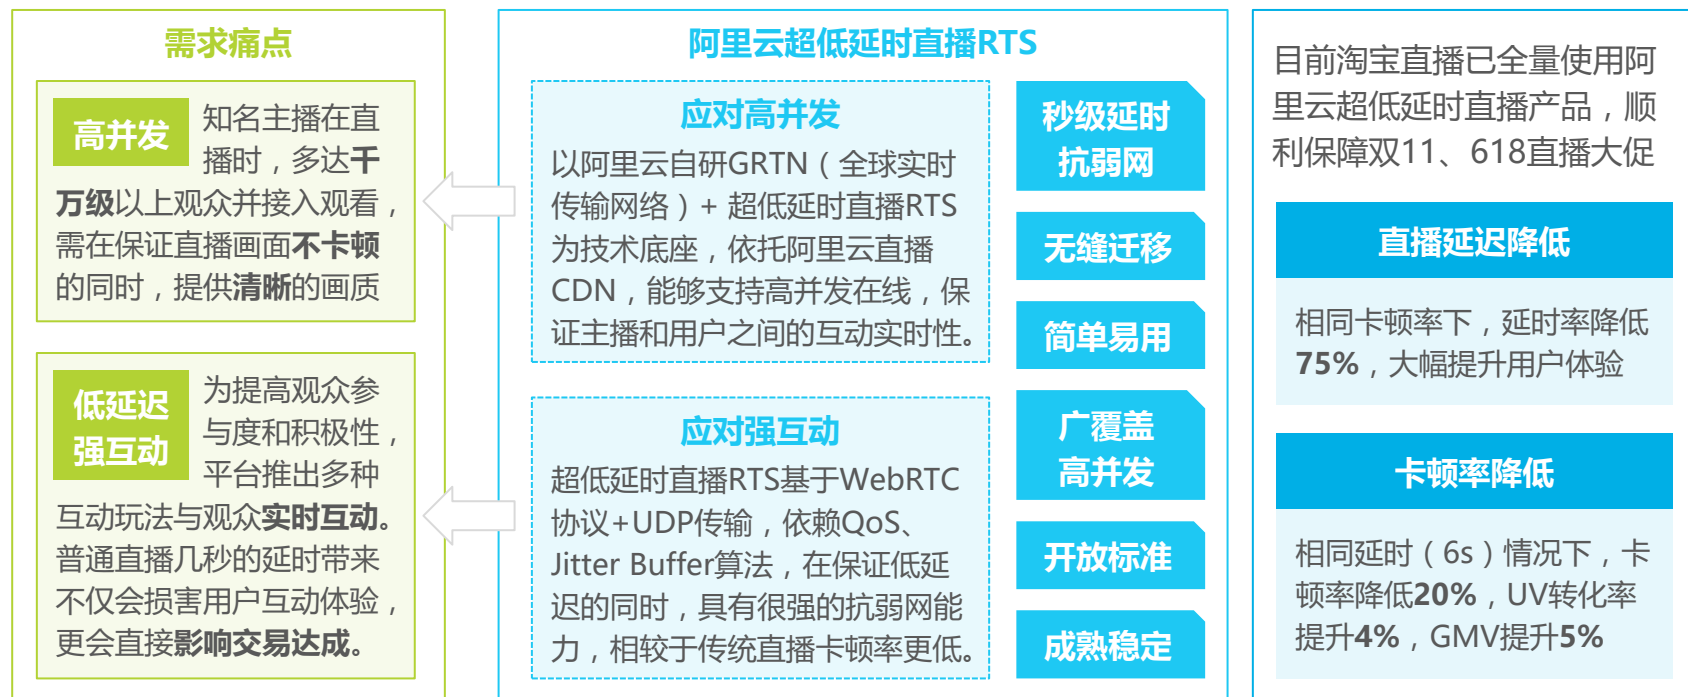 需求痛点
高并发
知名主播在直
播时，多达千
万级以上观众并接入观看，
需在保证直播画面不卡顿
的同时，提供清晰的画质
低延迟
强互动
为提高观众参
与度和积极性，
平台推出多种
互动玩法与观众实时互动。
普通直播几秒的延时带来
不仅会损害用户互动体验，
更会直接影响交易达成。
阿里云超低延时直播RTS
应对高并发
以阿里云自研GRTN（全球实时
传输网络）+ 超低延时直播RTS
为技术底座，依托阿里云直播
CDN，能够支持高并发在线，保
证主播和用户之间的互动实时性。
应对强互动
超低延时直播RTS基于WebRTC
协议+UDP传输，依赖QoS、
Jitter Buffer算法，在保证低延
迟的同时，具有很强的抗弱网能
力，相较于传统直播卡顿率更低。
秒级延时
抗弱网
无缝迁移
简单易用
广覆盖
高并发
开放标准
成熟稳定
目前淘宝直播已全量使用阿
里云超低延时直播产品，顺
利保障双11、618直播大促
直播延迟降低
相同卡顿率下，延时率降低
75%，大幅提升用户体验
卡顿率降低
相同延时（6s）情况下，卡
顿率降低20%，UV转化率
提升4%，GMV提升5%